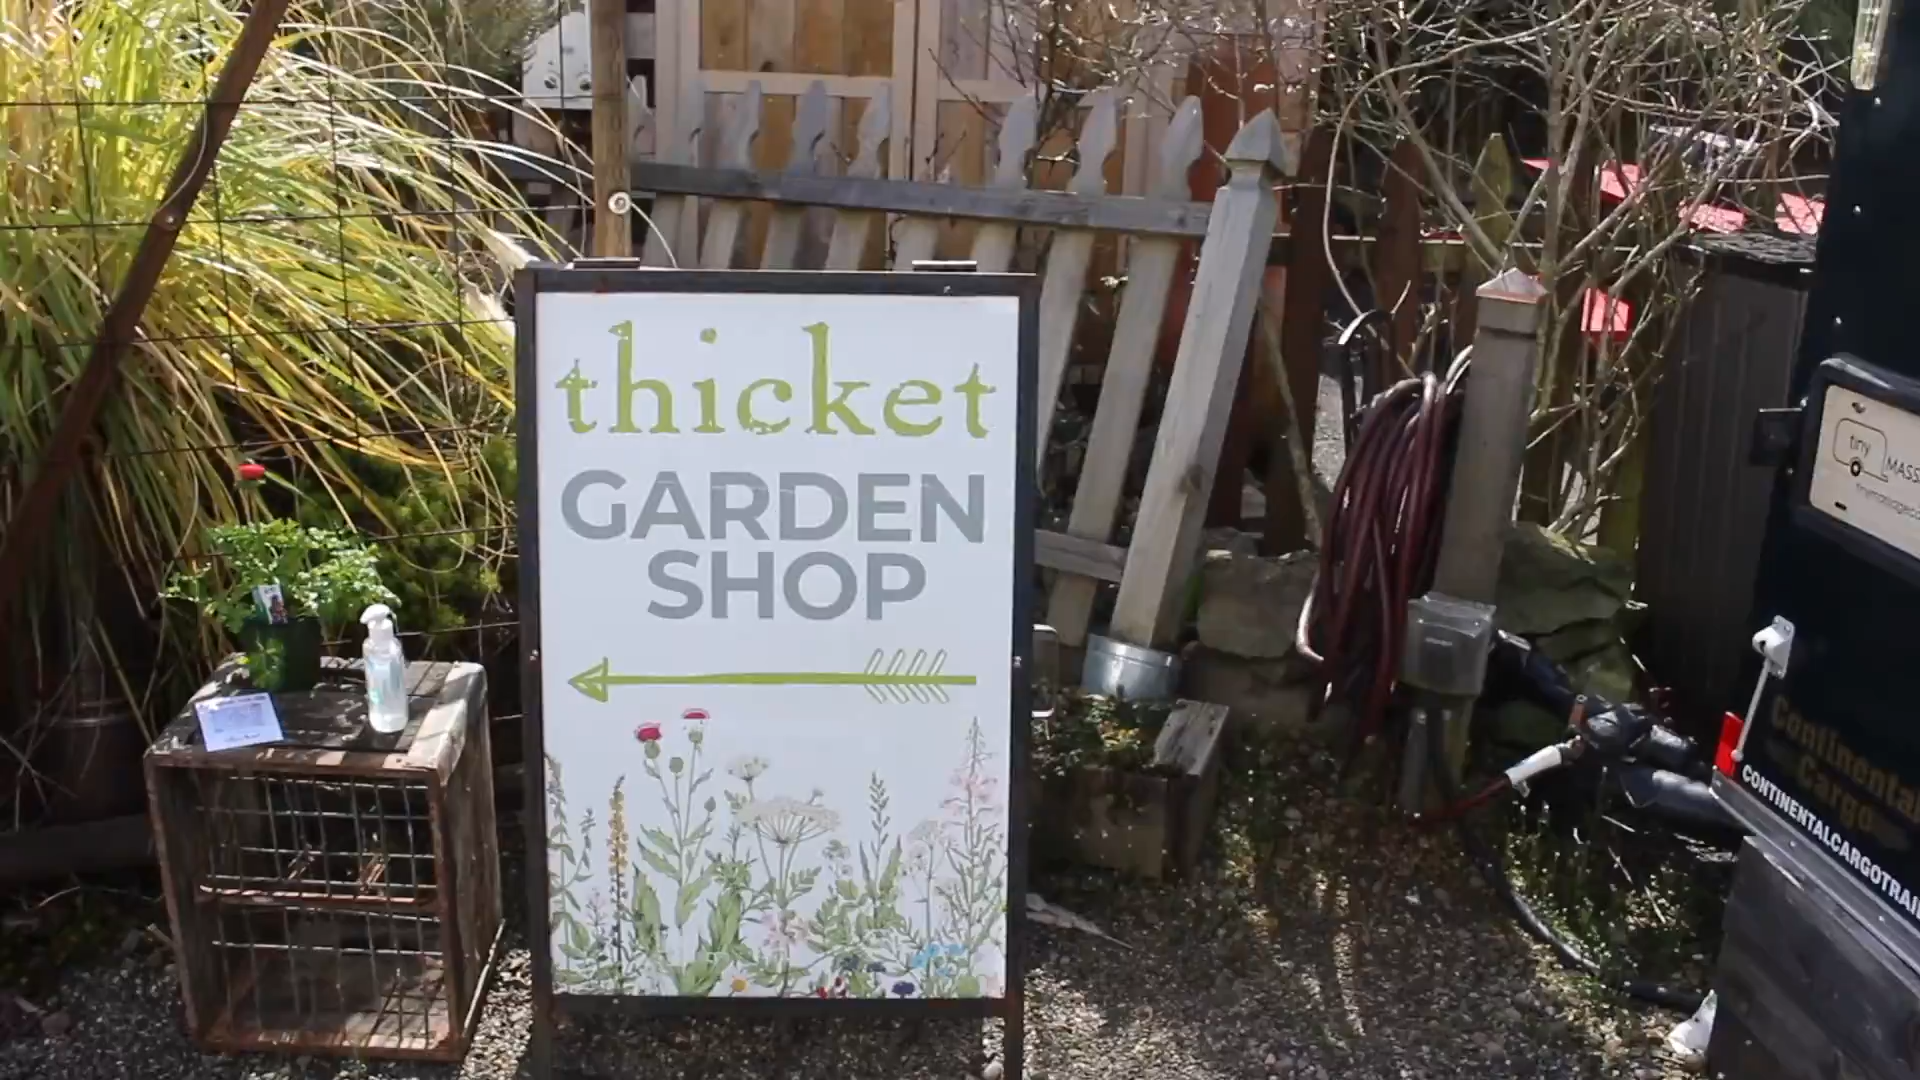 thicket
GARDEN
SHOP
tiny
Continental
Cargo
CONTINENTALCARGOTRAI